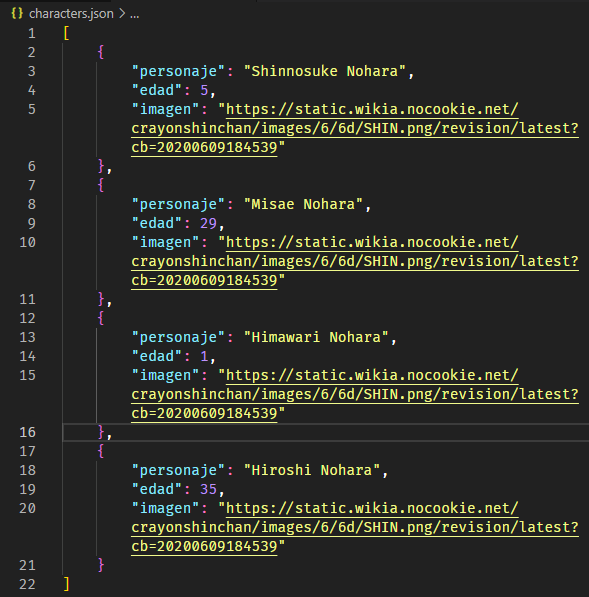 {} characters.json > ...
1 [
2 {
3 "personaje": "Shinnosuke Nohara",
4 "edad": 5,
5 "imagen": "https://static.wikia.nocookie.net/
crayonshinchan/images/6/6d/SHIN.png/revision/latest?
cb=20200609184539"
6 },
7 {
8 "personaje": "Misae Nohara",
9 "edad": 29,
10 "imagen": "https://static.wikia.nocookie.net/
crayonshinchan/images/6/6d/SHIN.png/revision/latest?
cb=20200609184539"
11 },
12 {
13 "personaje": "Himawari Nohara",
14 "edad": 1,
15 "imagen": "https://static.wikia.nocookie.net/
crayonshinchan/images/6/6d/SHIN.png/revision/latest?
cb=20200609184539"
16 },
17 {
18 "personaje": "Hiroshi Nohara",
19 "edad": 35,
20 "imagen": "https://static.wikia.nocookie.net/
crayonshinchan/images/6/6d/SHIN.png/revision/latest?
cb=20200609184539"
21 }
22 ]